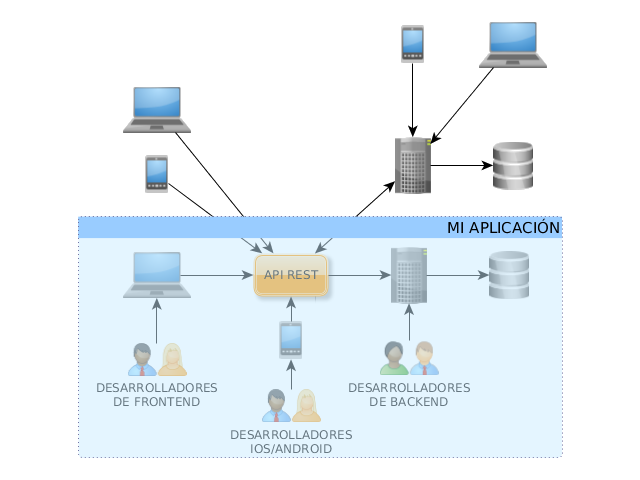 MI APLICACIÓN
API REST
DESARROLLADORES
DE FRONTEND
DESARROLLADORES
DE BACKEND
DESARROLLADORES
IOS/ANDROID